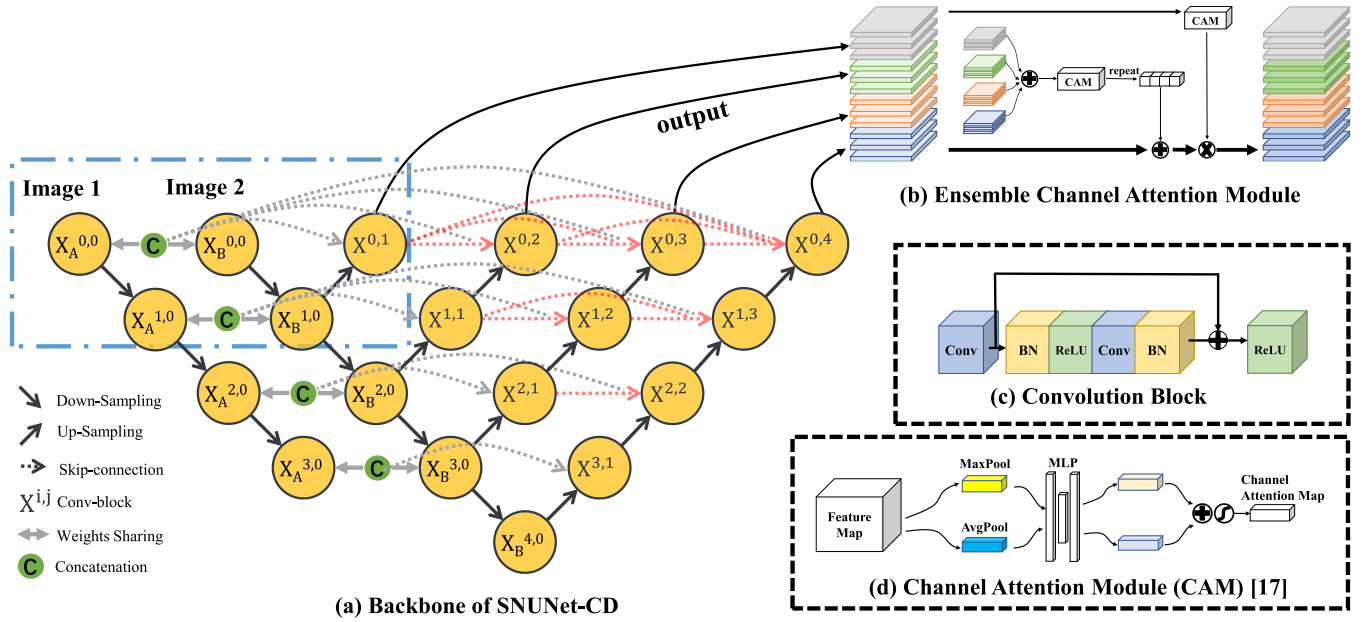 Image 1
Image 2
X_A^0,0
C
X_B^0,0
X^0,1
X^0,2
X^0,3
X^0,4
X_A^1,0
C
X_B^1,0
X^1,1
X^1,2
X^1,3
X_A^2,0
C
X_B^2,0
X^2,1
X^2,2
X_A^3,0
C
X_B^3,0
X^3,1
X_B^4,0
output
Down-Sampling
Up-Sampling
Skip-connection
X^i,j Conv-block
Weights Sharing
C Concatenation
(a) Backbone of SNUNet-CD
CAM
CAM
repeat
(b) Ensemble Channel Attention Module
Conv
BN
ReLU
Conv
BN
ReLU
(c) Convolution Block
Feature
Map
MaxPool
AvgPool
MLP
Channel
Attention Map
(d) Channel Attention Module (CAM) [17]